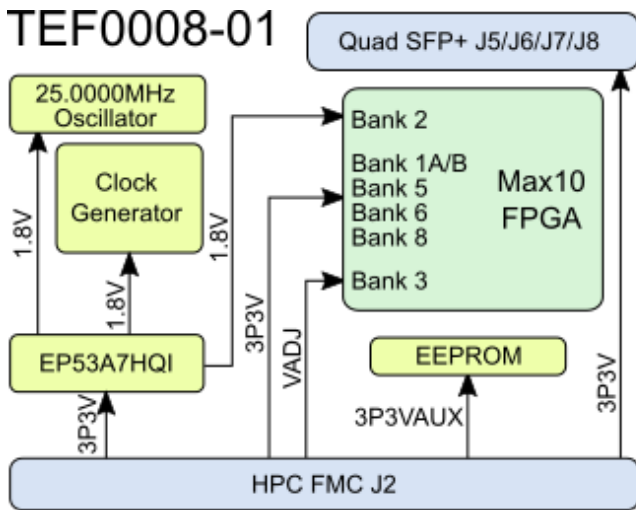 TEF0008-01
Quad SFP+ J5/J6/J7/J8
25.0000MHz
Oscillator
Clock
Generator
1.8V
1.8V
1.8V
Bank 2
Bank 1A/B
Bank 5
Bank 6
Bank 8
Bank 3
Max10
FPGA
EP53A7HQI
3P3V
3P3V
VADJ
EEPROM
3P3VAUX
3P3V
HPC FMC J2